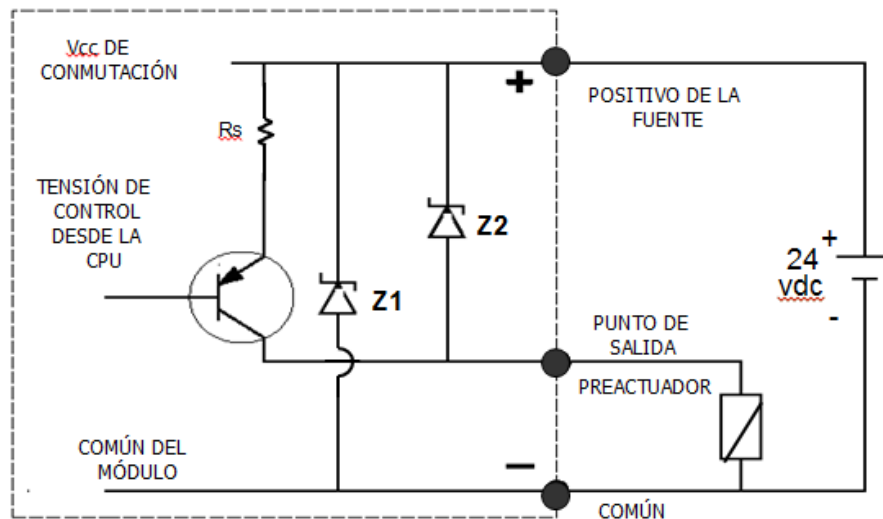 Vcc DE
CONMUTACIÓN
+
POSITIVO DE LA
FUENTE
Rs
TENSIÓN DE
CONTROL
DESDE LA
CPU
Z2
Z1
24
vdc
+
-
PUNTO DE
SALIDA
PREACTUADOR
COMÚN DEL
MÓDULO
−
COMÚN